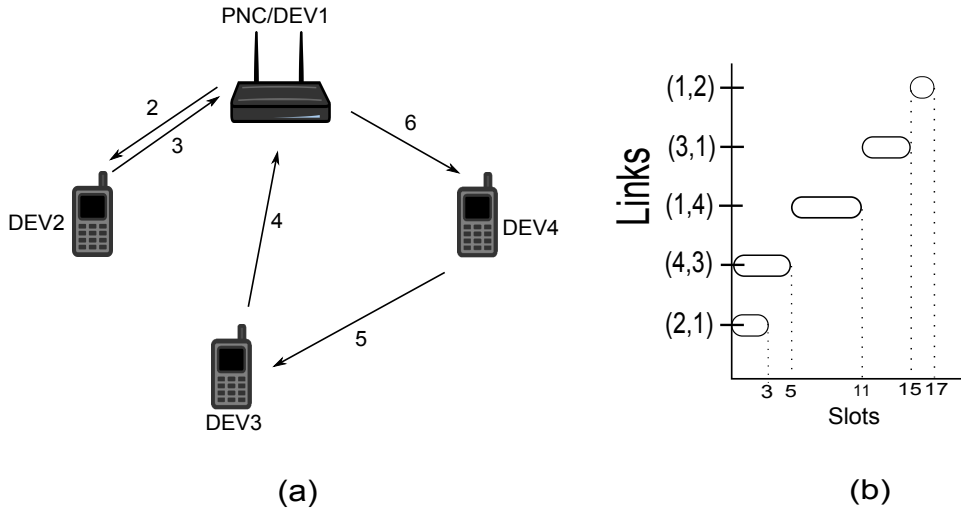 PNC/DEV1
2
3
6
DEV2
4
DEV4
5
DEV3
(a)
Links
(1,2)
(3,1)
(1,4)
(4,3)
(2,1)
3 5 11 15 17
Slots
(b)